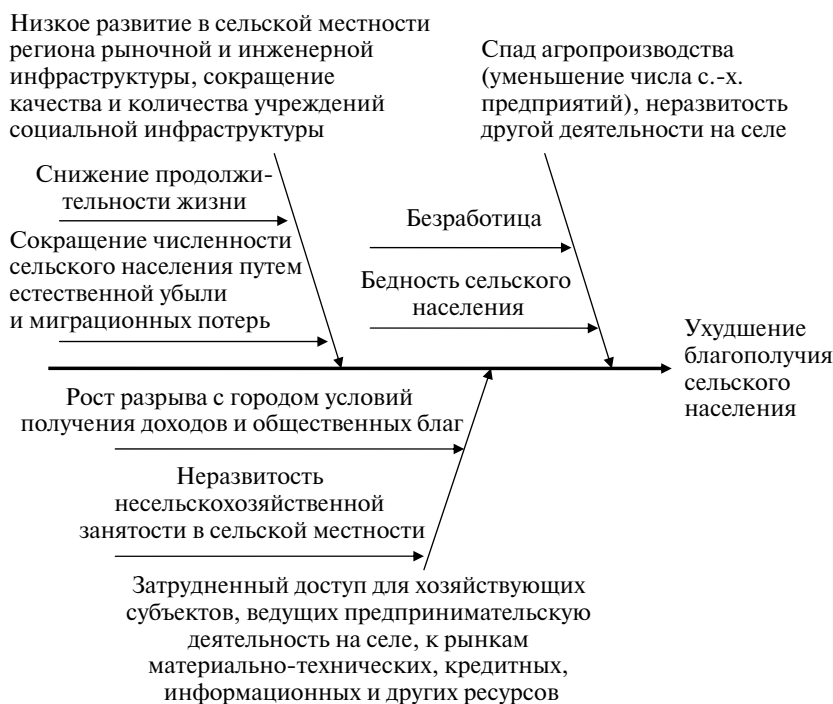 Низкое развитие в сельской местности
региона рыночной и инженерной
инфраструктуры, сокращение
качества и количества учреждений
социальной инфраструктуры
Спад агропроизводства
(уменьшение числа с.-х.
предприятий), неразвитость
другой деятельности на селе
Снижение продолжи-
тельности жизни
Сокращение численности
сельского населения путем
естественной убыли
и миграционных потерь
Безработица
Бедность сельского
населения
Ухудшение
благополучия
сельского
населения
Рост разрыва с городом условий
получения доходов и общественных благ
Неразвитость
несельскохозяйственной
занятости в сельской местности
Затрудненный доступ для хозяйствующих
субъектов, ведущих предпринимательскую
деятельность на селе, к рынкам
материально-технических, кредитных,
информационных и других ресурсов